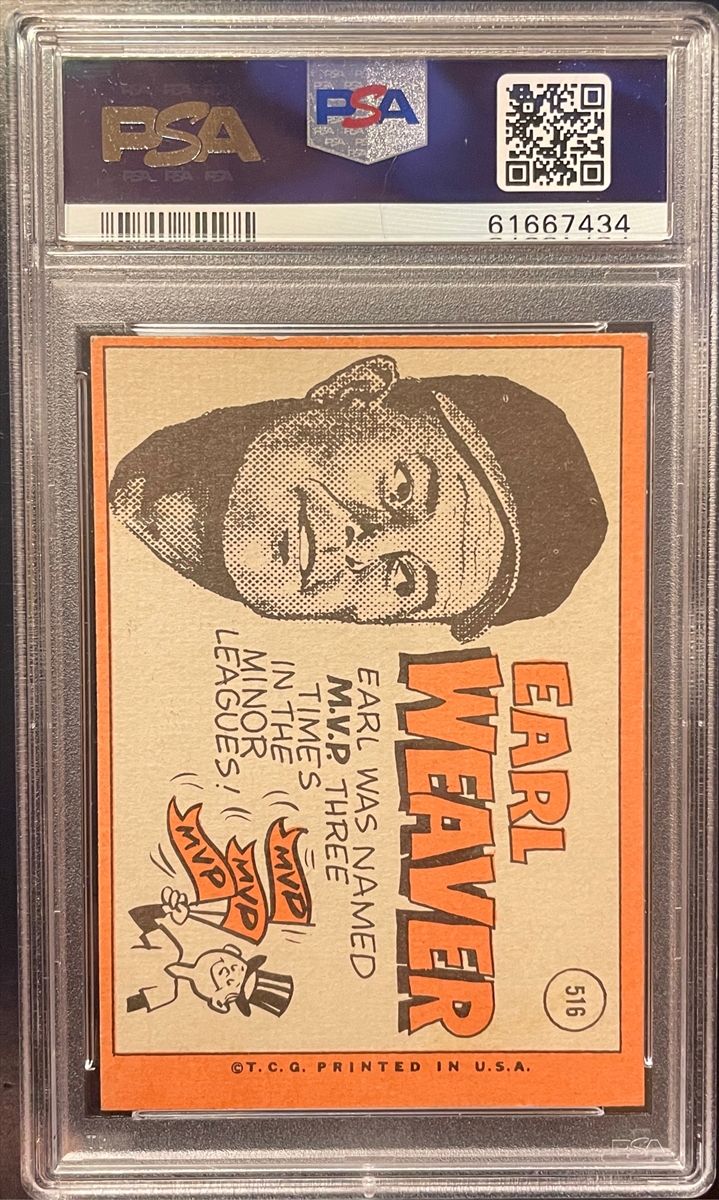 PSA
PSA
61667434
EARL
WEAVER
516
EARL WAS NAMED
M.V.P. THREE
TIMES
IN THE
MINOR
LEAGUES!
MVP
MVP
MVP
©T.C.G. PRINTED IN U.S.A.
PSA